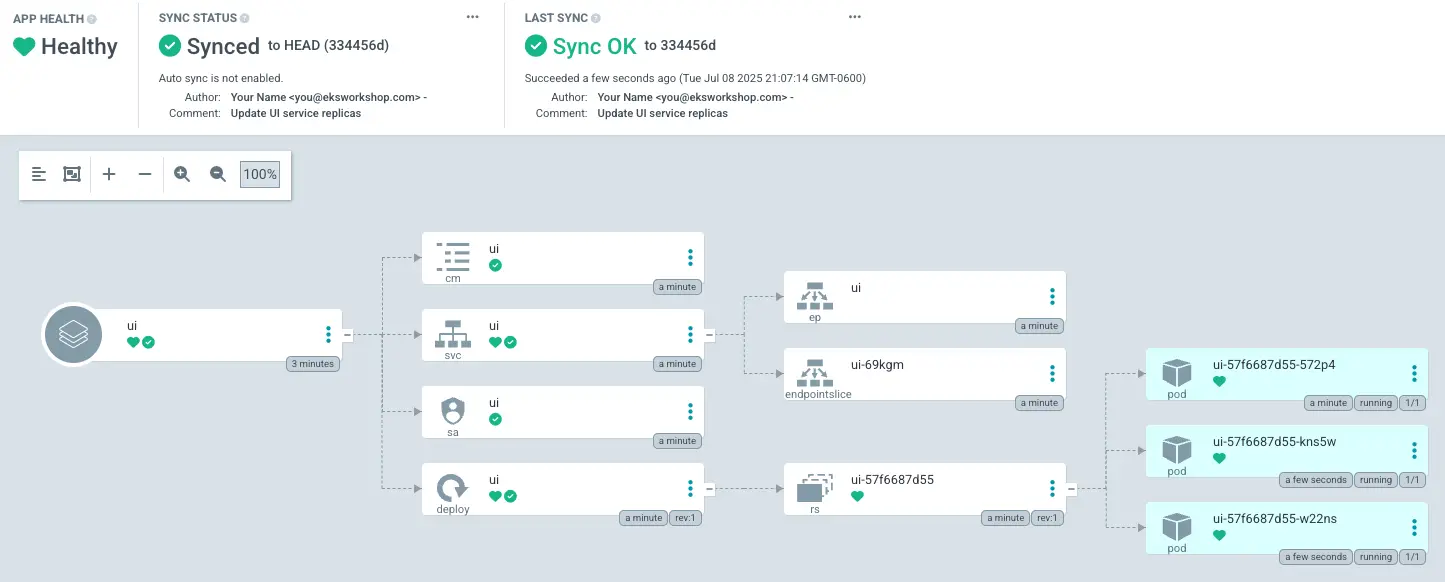 APP HEALTH
Healthy
SYNC STATUS
Synced to HEAD (334456d)
Auto sync is not enabled.
Author: Your Name <you@eksworkshop.com> -
Comment: Update UI service replicas
LAST SYNC
Sync OK to 334456d
Succeeded a few seconds ago (Tue Jul 08 2025 21:07:14 GMT-0600)
Author: Your Name <you@eksworkshop.com> -
Comment: Update UI service replicas
100%
ui
3 minutes
ui
cm
a minute
ui
svc
a minute
ui
sa
a minute
ui
deploy
a minute
rev:1
ui
ep
a minute
ui-69kgm
endpointslice
a minute
ui-57f6687d55
rs
a minute
rev:1
ui-57f6687d55-572p4
pod
a minute
running
1/1
ui-57f6687d55-kns5w
pod
a few seconds
running
1/1
ui-57f6687d55-w22ns
pod
a few seconds
running
1/1